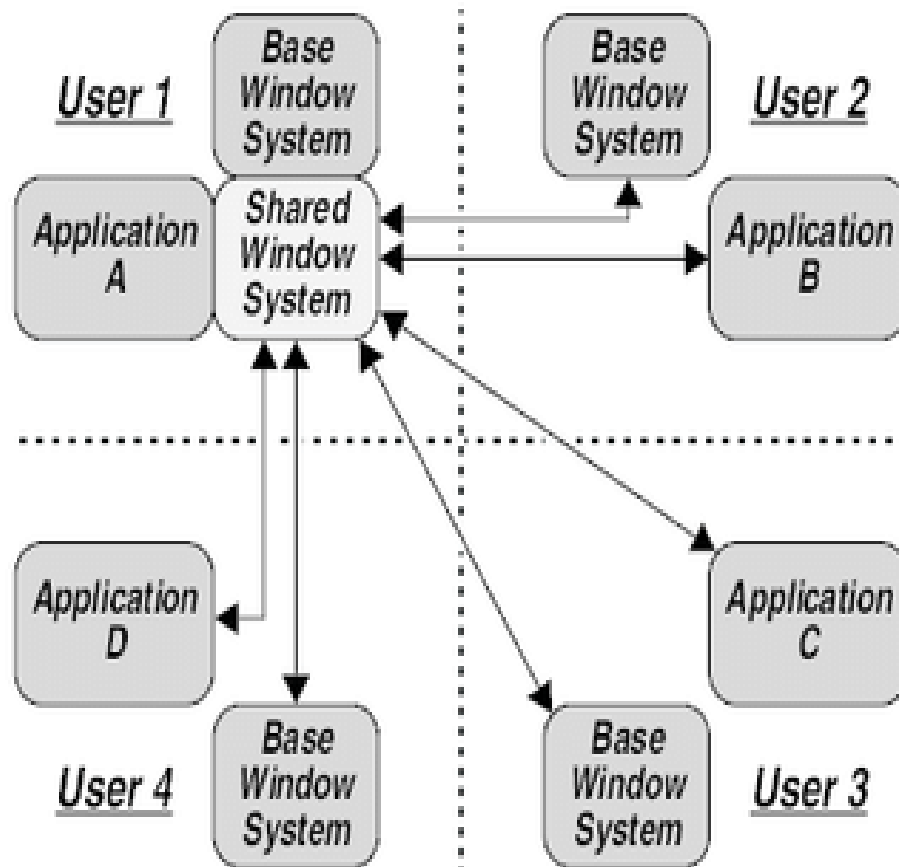 User 1
Base
Window
System
Application
A
Shared
Window
System
Base
Window
System
User 2
Application
B
Application
D
User 4
Base
Window
System
Application
C
Base
Window
System
User 3